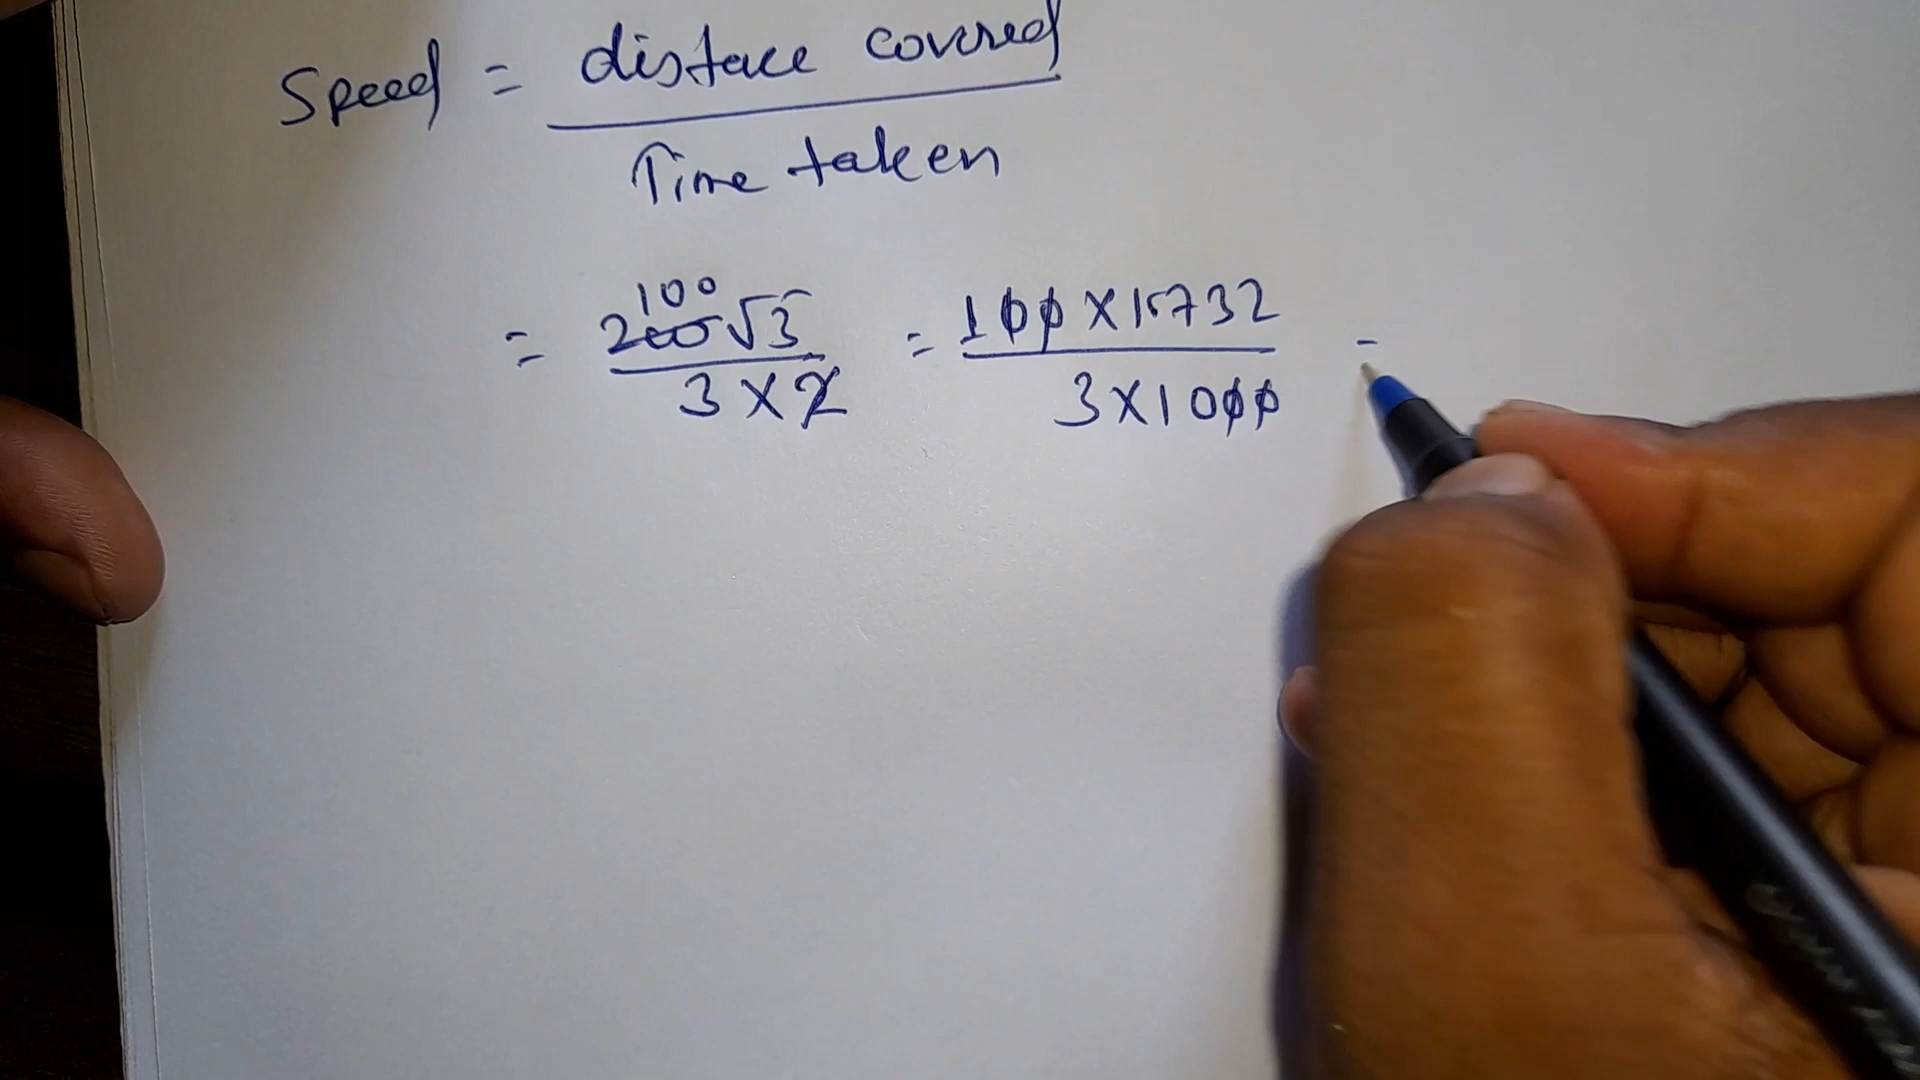 Speed = distace covered
Time taken
= 100
200√3 / 3 × 2 = 100 × 1.732 / 3 × 1000 =